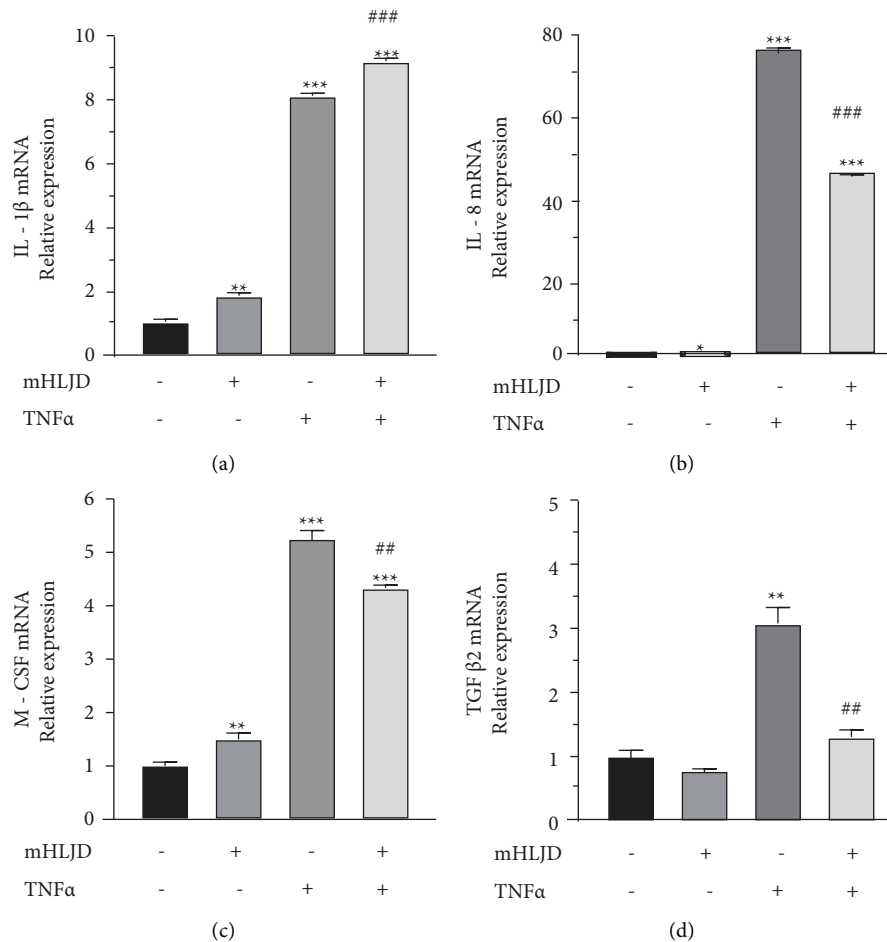 IL - 1β mRNA
Relative expression
10
8
6
4
2
0
**
***
***
###
mHLJD - + - +
TNFα - - + +
(a)
IL - 8 mRNA
Relative expression
80
60
40
20
0
*
***
***
###
mHLJD - + - +
TNFα - - + +
(b)
M - CSF mRNA
Relative expression
6
5
4
3
2
1
0
**
***
***
##
mHLJD - + - +
TNFα - - + +
(c)
TGF β2 mRNA
Relative expression
5
4
3
2
1
0
**
##
mHLJD - + - +
TNFα - - + +
(d)